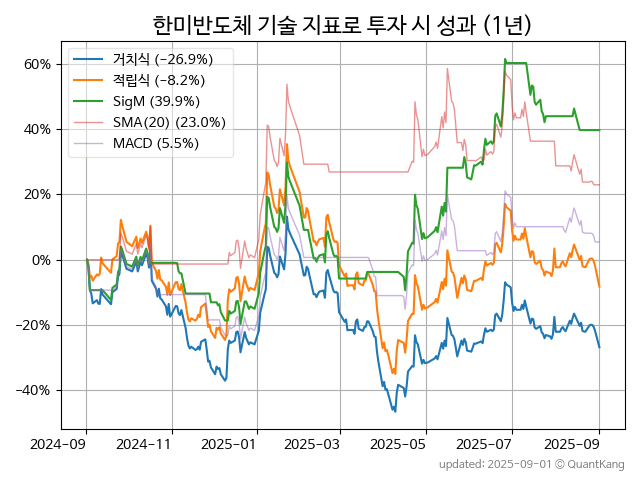 한미반도체 기술 지표로 투자 시 성과 (1년)
거치식 (−26.9%)
적립식 (−8.2%)
SigM (39.9%)
SMA(20) (23.0%)
MACD (5.5%)
60%
40%
20%
0%
−20%
−40%
2024-09 2024-11 2025-01 2025-03 2025-05 2025-07 2025-09
updated: 2025-09-01 © QuantKang